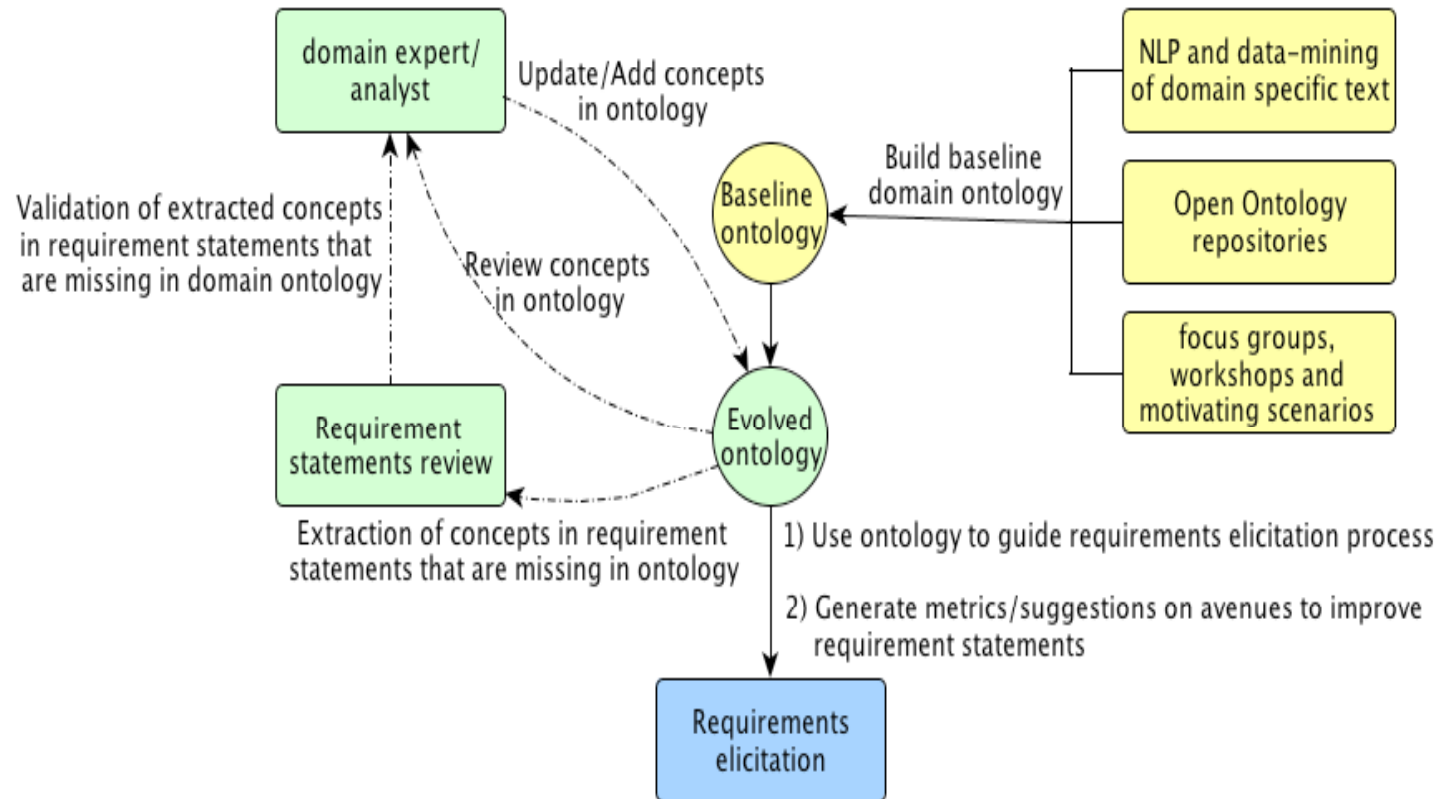 domain expert/
analyst
Update/Add concepts
in ontology
NLP and data-mining
of domain specific text
Build baseline
domain ontology
Baseline
ontology
Open Ontology
repositories
Validation of extracted concepts
in requirement statements that
are missing in domain ontology
Review concepts
in ontology
focus groups,
workshops and
motivating scenarios
Requirement
statements review
Evolved
ontology
Extraction of concepts in requirement
statements that are missing in ontology
1) Use ontology to guide requirements elicitation process
2) Generate metrics/suggestions on avenues to improve
requirement statements
Requirements
elicitation